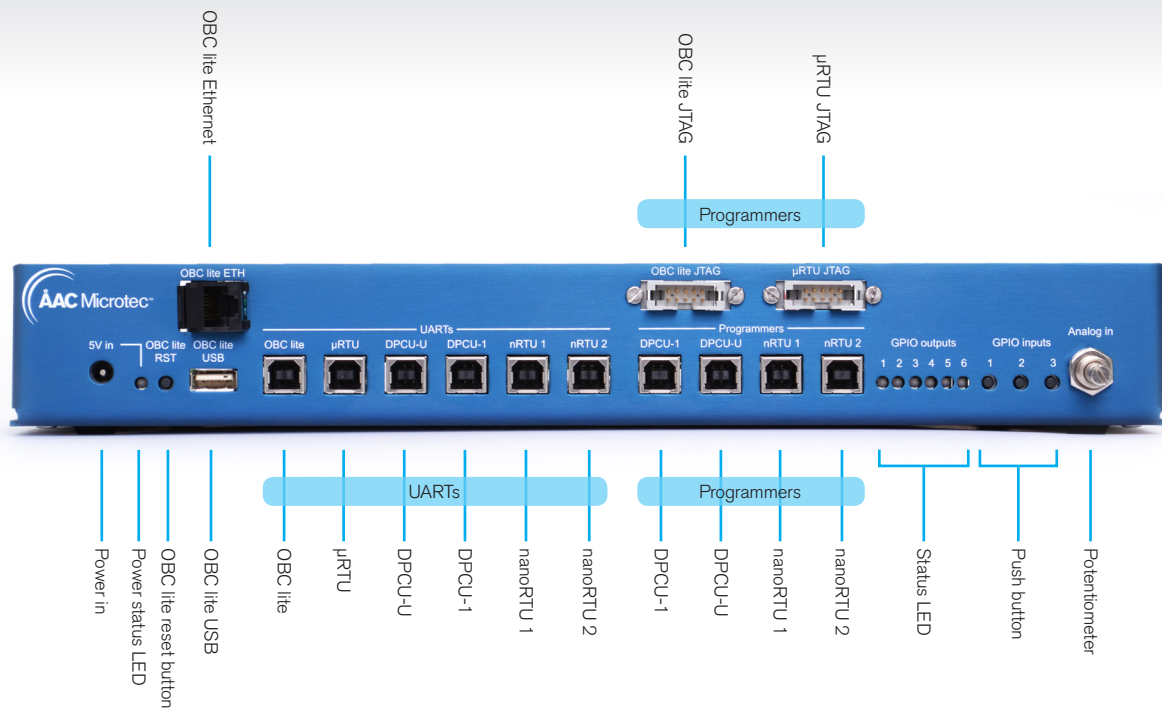 OBC lite Ethernet
OBC lite JTAG
µRTU JTAG
Programmers
OBC lite ETH
OBC lite JTAG
µRTU JTAG
ÅAC Microtec™
UARTs
Programmers
5V in
OBC lite RST
OBC lite USB
OBC lite
µRTU
DPCU-U
DPCU-1
nRTU 1
nRTU 2
DPCU-1
DPCU-U
nRTU 1
nRTU 2
GPIO outputs
1 2 3 4 5 6
GPIO inputs
1 2 3
Analog in
UARTs
Programmers
Power in
Power status LED
OBC lite reset button
OBC lite USB
OBC lite
µRTU
DPCU-U
DPCU-1
nanoRTU 1
nanoRTU 2
DPCU-1
DPCU-U
nanoRTU 1
nanoRTU 2
Status LED
Push button
Potentiometer